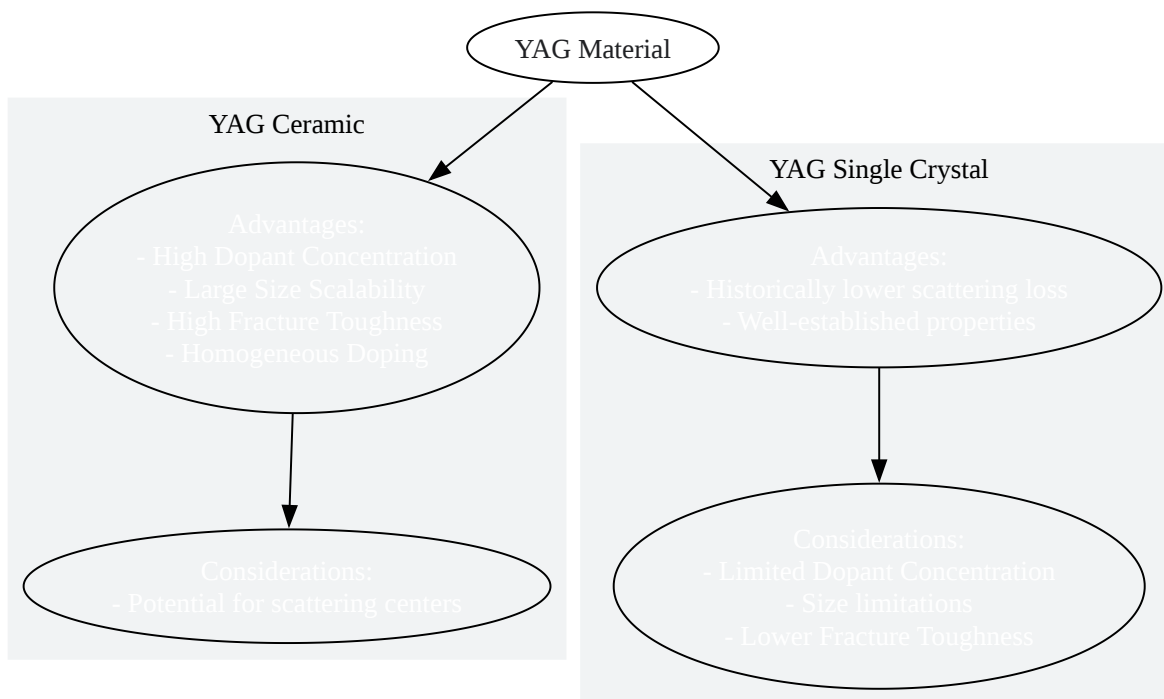 YAG Material
YAG Ceramic
Advantages:
- High Dopant Concentration
- Large Size Scalability
- High Fracture Toughness
- Homogeneous Doping
Considerations:
- Potential for scattering centers
YAG Single Crystal
Advantages:
- Historically lower scattering loss
- Well-established properties
Considerations:
- Limited Dopant Concentration
- Size limitations
- Lower Fracture Toughness